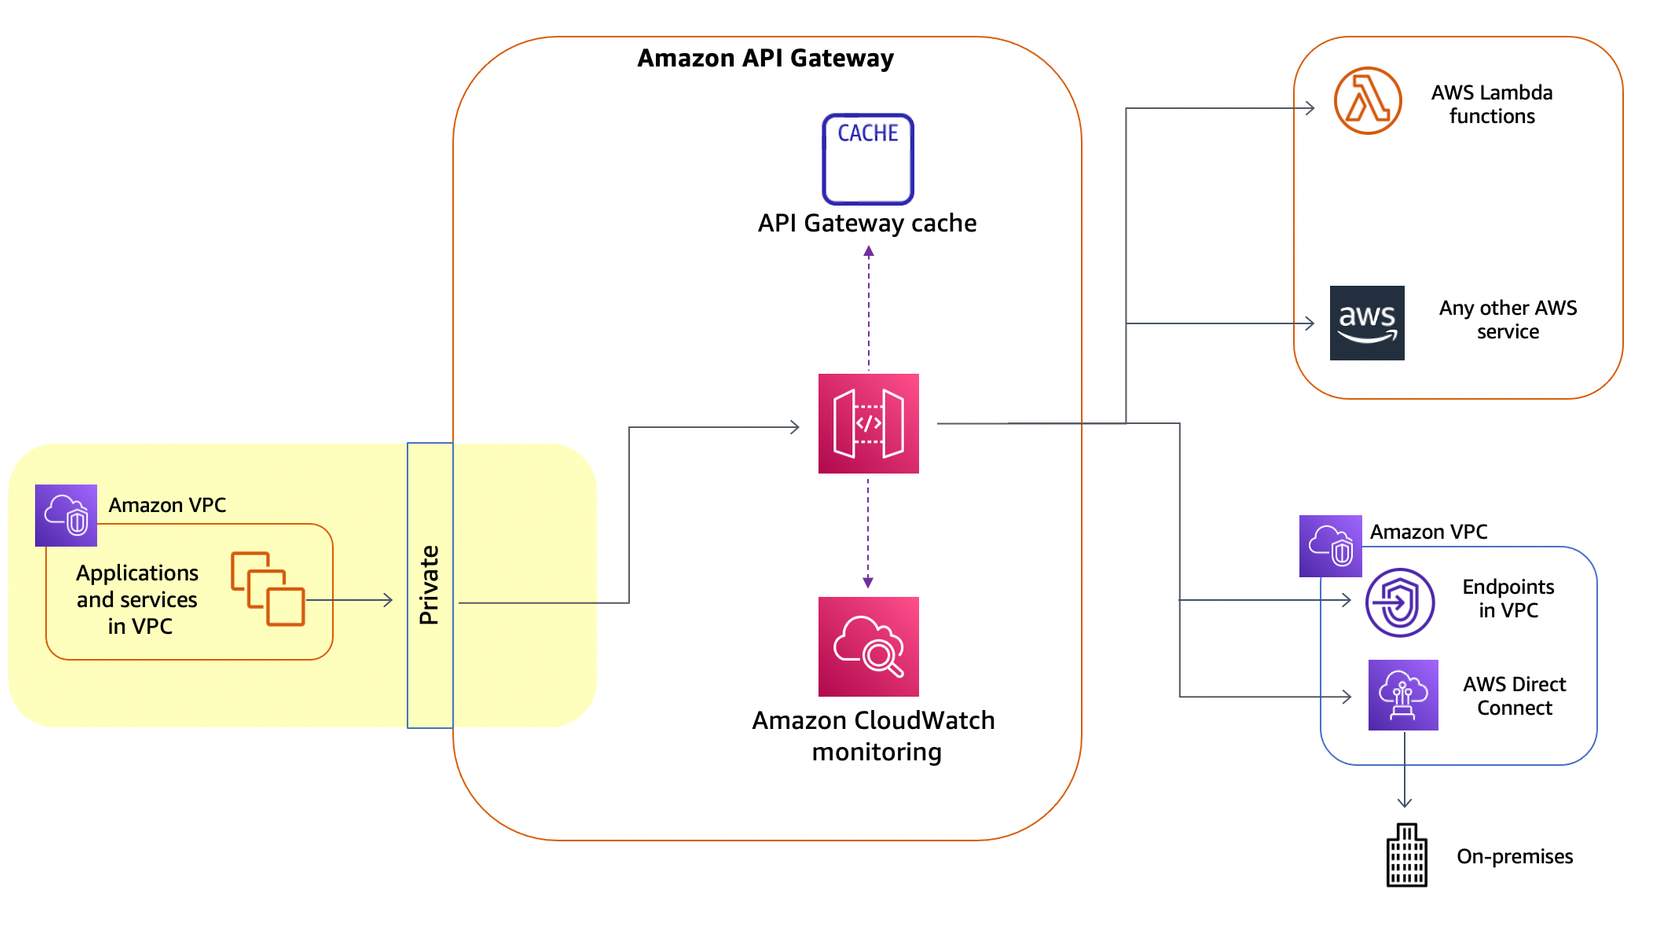 Amazon API Gateway
CACHE
API Gateway cache
AWS Lambda
functions
aws
Any other AWS
service
</>
Amazon VPC
Applications
and services
in VPC
Private
Amazon CloudWatch
monitoring
Amazon VPC
Endpoints
in VPC
AWS Direct
Connect
On-premises